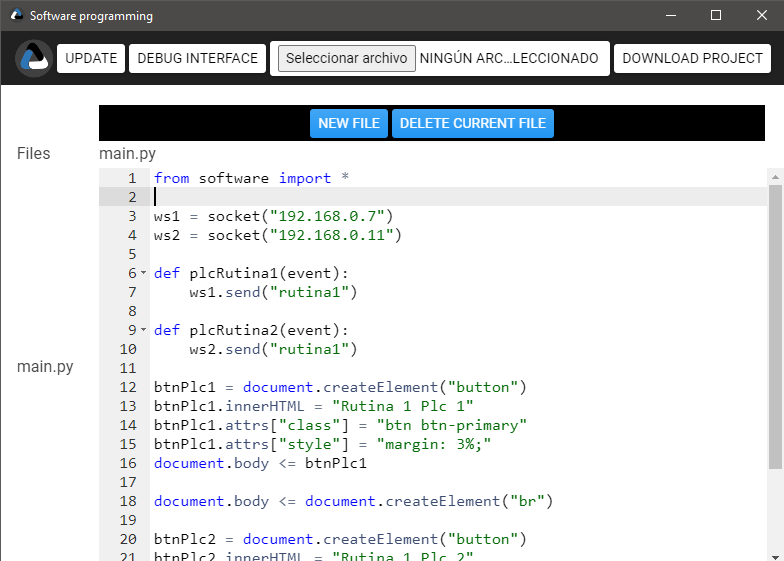 Software programming
UPDATE DEBUG INTERFACE Seleccionar archivo NINGÚN ARC...LECCIONADO DOWNLOAD PROJECT
NEW FILE DELETE CURRENT FILE
Files main.py
main.py
1 from software import *
2
3 ws1 = socket("192.168.0.7")
4 ws2 = socket("192.168.0.11")
5
6 def plcRutina1(event):
7     ws1.send("rutina1")
8
9 def plcRutina2(event):
10     ws2.send("rutina1")
11
12 btnPlc1 = document.createElement("button")
13 btnPlc1.innerHTML = "Rutina 1 Plc 1"
14 btnPlc1.attrs["class"] = "btn btn-primary"
15 btnPlc1.attrs["style"] = "margin: 3%;"
16 document.body <= btnPlc1
17
18 document.body <= document.createElement("br")
19
20 btnPlc2 = document.createElement("button")
21 btnPlc2.innerHTML = "Rutina 1 Plc 2"